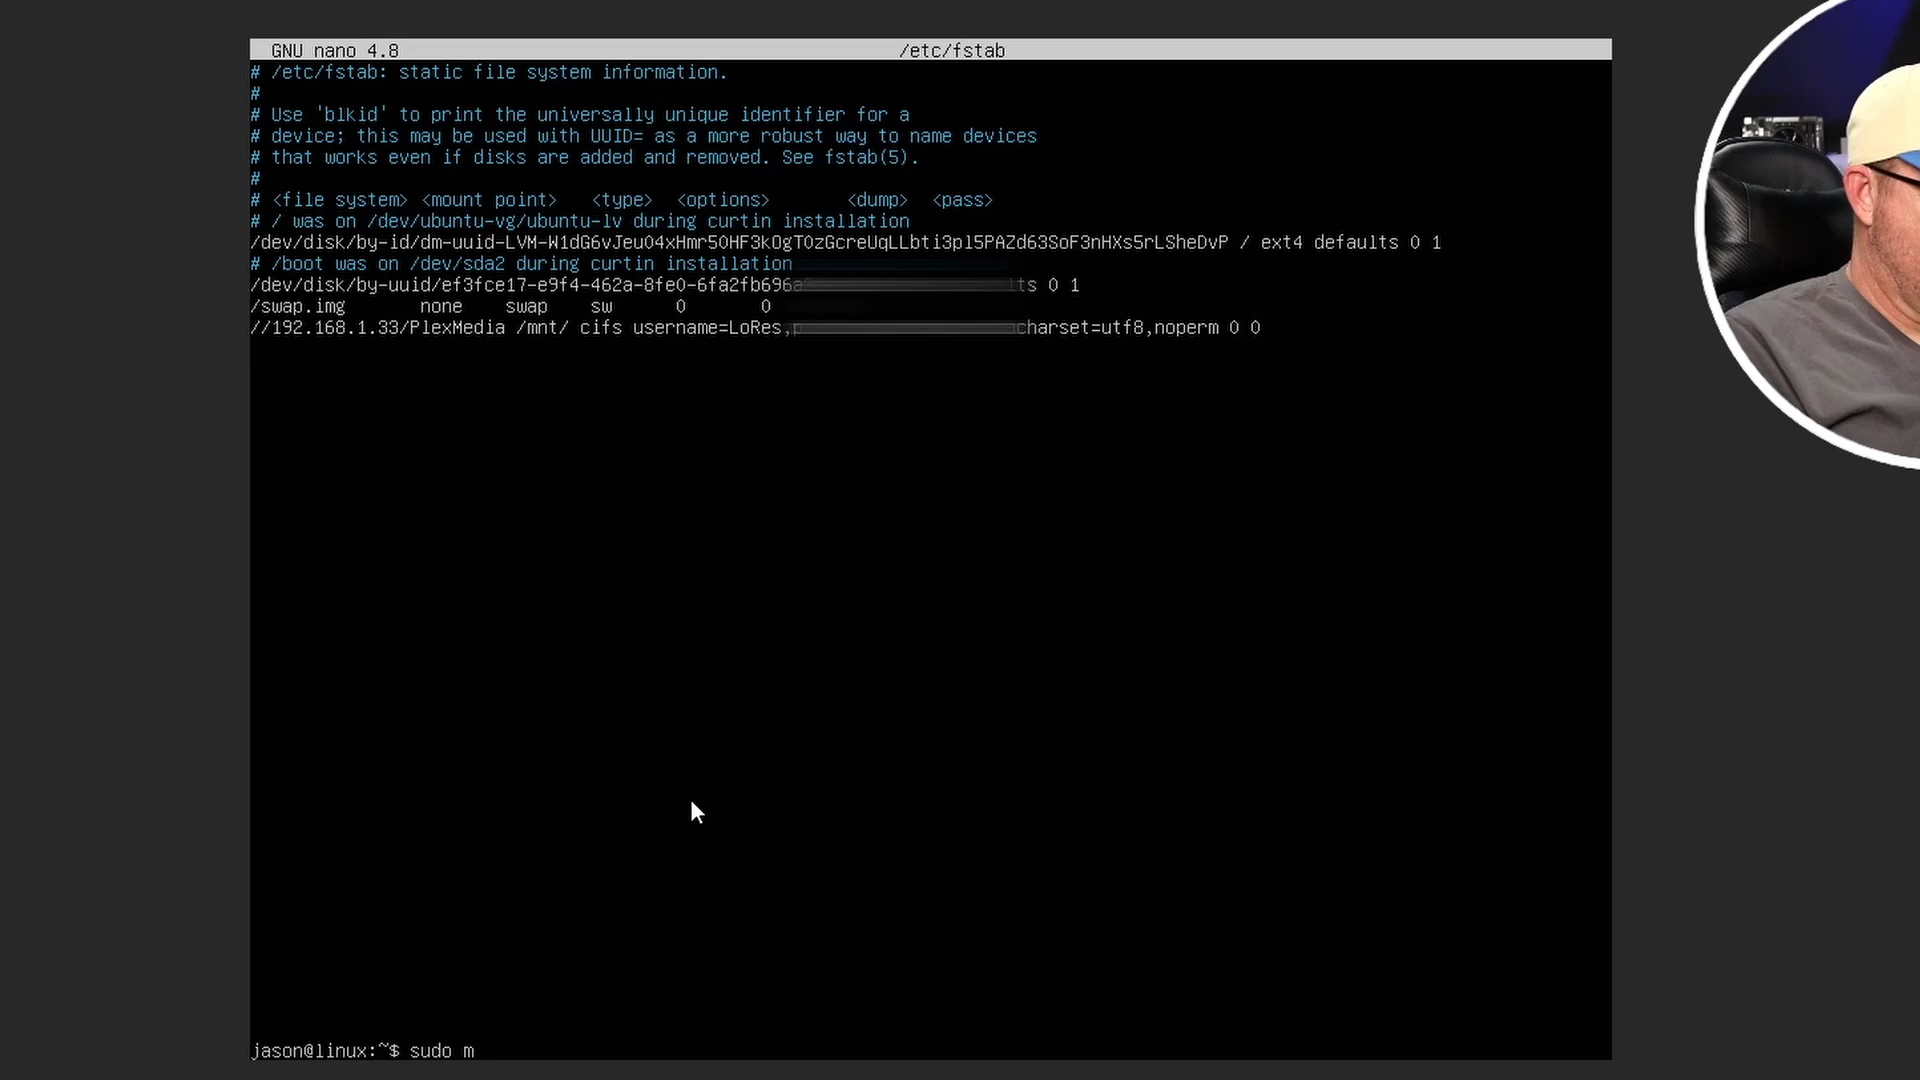 GNU nano 4.8 /etc/fstab
# /etc/fstab: static file system information.
#
# Use 'blkid' to print the universally unique identifier for a
# device; this may be used with UUID= as a more robust way to name devices
# that works even if disks are added and removed. See fstab(5).
#
# <file system> <mount point> <type> <options> <dump> <pass>
# / was on /dev/ubuntu-vg/ubuntu-lv during curtin installation
/dev/disk/by-id/dm-uuid-LVM-W1dG6vJeuO4xHmr5OHF3kOgTOzGcreUqLLbti3pl5PAZd63SoF3nHXs5rLSheDvP / ext4 defaults 0 1
# /boot was on /dev/sda2 during curtin installation
/dev/disk/by-uuid/ef3fce17-e9f4-462a-8fe0-6fa2fb696a ts 0 1
/swap.img none swap sw 0 0
//192.168.1.33/PlexMedia /mnt/ cifs username=LoRes, charset=utf8,noperm 0 0
jason@linux:~$ sudo m